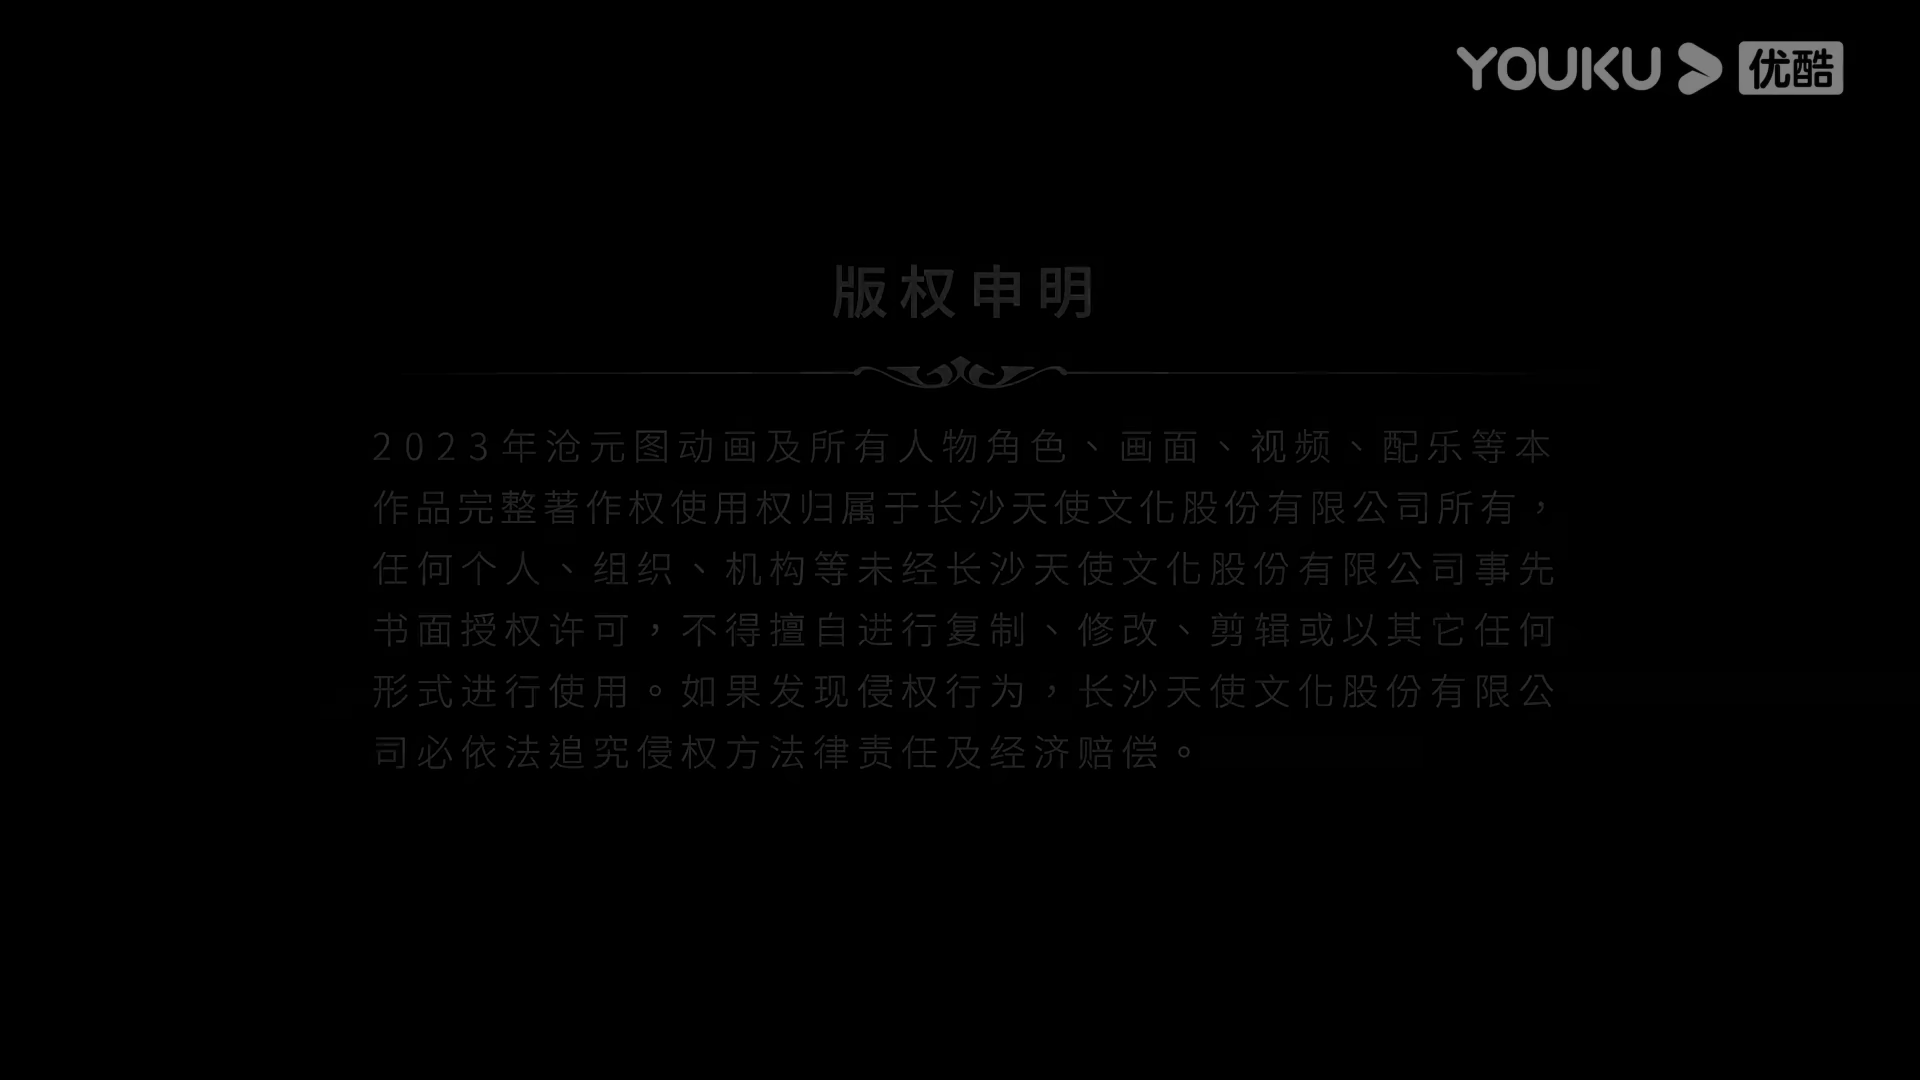 YOUKU 优酷
版权申明
2023年沧元图动画及所有人物角色、画面、视频、配乐等本
作品完整著作权使用权归属于长沙天使文化股份有限公司所有，
任何个人、组织、机构等未经长沙天使文化股份有限公司事先
书面授权许可，不得擅自进行复制、修改、剪辑或以其它任何
形式进行使用。如果发现侵权行为，长沙天使文化股份有限公
司必依法追究侵权方法律责任及经济赔偿。